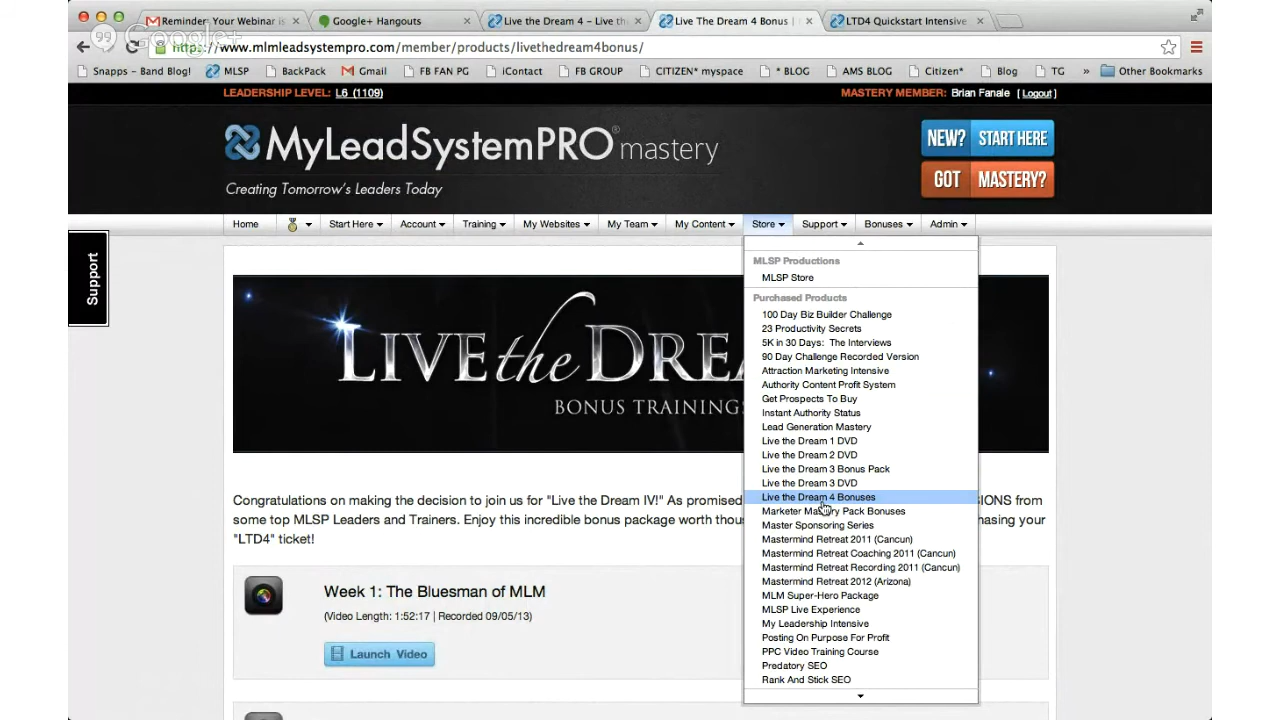 Reminder: Your Webinar is
Google+ Hangouts
Live the Dream 4 – Live the
Live The Dream 4 Bonus |
LTD4 Quickstart Intensive
Google+
https://www.mlmleadsystempro.com/member/products/livethedream4bonus/
Snapps - Band Blog! MLSP BackPack Gmail FB FAN PG iContact FB GROUP CITIZEN* myspace * BLOG AMS BLOG Citizen* Blog TG » Other Bookmarks
LEADERSHIP LEVEL: L6 (1109)
MASTERY MEMBER: Brian Fanale [ Logout ]
MyLeadSystemPRO® mastery
Creating Tomorrow's Leaders Today
NEW? START HERE
GOT MASTERY?
Home Start Here Account Training My Websites My Team My Content Store Support Bonuses Admin
Support
MLSP Productions
MLSP Store
Purchased Products
100 Day Biz Builder Challenge
23 Productivity Secrets
5K in 30 Days: The Interviews
90 Day Challenge Recorded Version
Attraction Marketing Intensive
Authority Content Profit System
Get Prospects To Buy
Instant Authority Status
Lead Generation Mastery
Live the Dream 1 DVD
Live the Dream 2 DVD
Live the Dream 3 Bonus Pack
Live the Dream 3 DVD
Live the Dream 4 Bonuses
Marketer Mastery Pack Bonuses
Master Sponsoring Series
Mastermind Retreat 2011 (Cancun)
Mastermind Retreat Coaching 2011 (Cancun)
Mastermind Retreat Recording 2011 (Cancun)
Mastermind Retreat 2012 (Arizona)
MLM Super-Hero Package
MLSP Live Experience
My Leadership Intensive
Posting On Purpose For Profit
PPC Video Training Course
Predatory SEO
Rank And Stick SEO
LIVE the DREA
BONUS TRAININGS
Congratulations on making the decision to join us for "Live the Dream IV!" As promised IONS from
some top MLSP Leaders and Trainers. Enjoy this incredible bonus package worth thou hasing your
"LTD4" ticket!
Week 1: The Bluesman of MLM
(Video Length: 1:52:17 | Recorded 09/05/13)
Launch Video